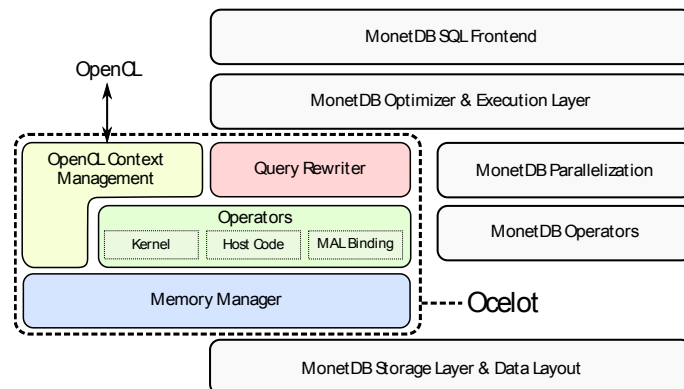 MonetDB SQL Frontend
OpenCL
MonetDB Optimizer & Execution Layer
OpenCL Context
Management
Query Rewriter
MonetDB Parallelization
Operators
Kernel
Host Code
MAL Binding
MonetDB Operators
Memory Manager
Ocelot
MonetDB Storage Layer & Data Layout